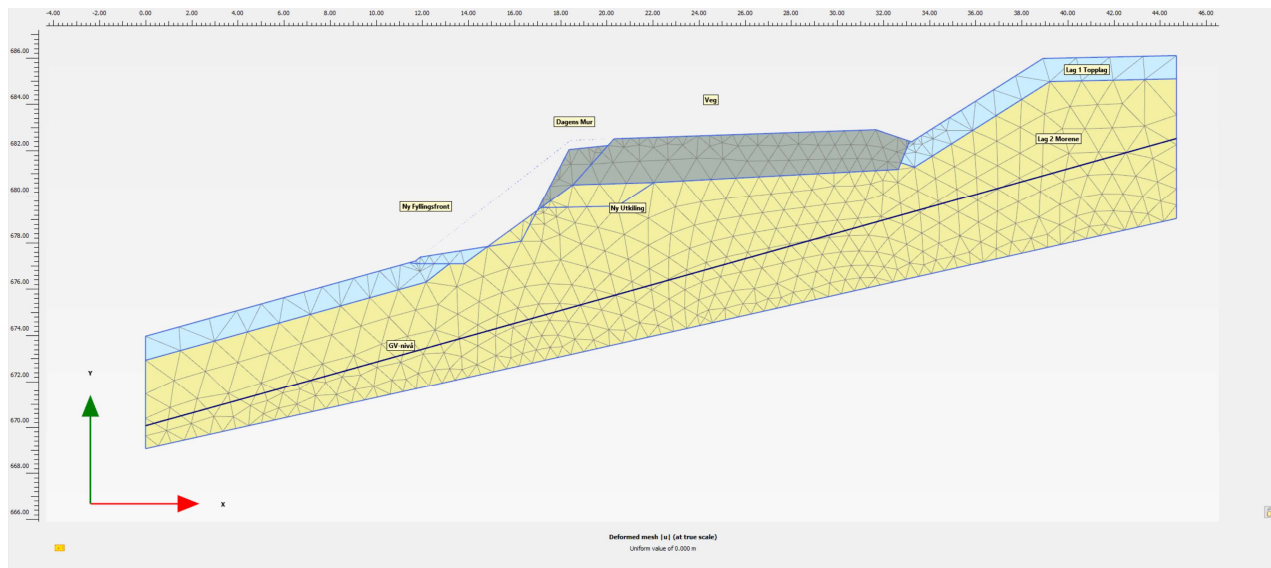 -4.00 -2.00 0.00 2.00 4.00 6.00 8.00 10.00 12.00 14.00 16.00 18.00 20.00 22.00 24.00 26.00 28.00 30.00 32.00 34.00 36.00 38.00 40.00 42.00 44.00 46.00
686.00
Lag 1 Topplag
684.00
Veg
Dagens Mur
682.00
Lag 2 Morene
680.00
Ny Fyllingsfront
Ny Utkiling
678.00
676.00
674.00
GV-nivå
672.00
Y
670.00
668.00
X
666.00
Deformed mesh |u| (at true scale)
Uniform value of 0.000 m